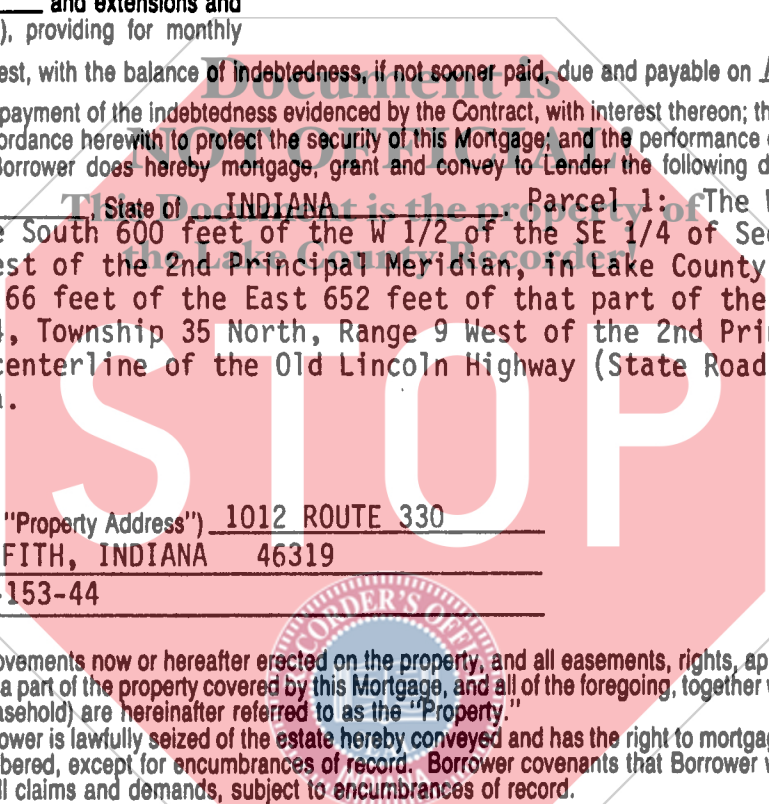 and extensions and
), providing for monthly
est, with the balance of indebtedness, if not sooner paid, due and payable on
Document is
payment of the indebtedness evidenced by the Contract, with interest thereon; th
ordance herewith to protect the security of this Mortgage; and the performance
NOT OFFICIAL!
Borrower does hereby mortgage, grant and convey to Lender the following d
, State of INDIANA . Parcel 1: The W
This Document is the property of
e South 600 feet of the W 1/2 of the SE 1/4 of Sec
est of the 2nd Principal Meridian, in Lake County
the Lake County Recorder!
66 feet of the East 652 feet of that part of the
, Township 35 North, Range 9 West of the 2nd Prin
centerline of the Old Lincoln Highway (State Road
.
STOP
"Property Address") 1012 ROUTE 330
FITH, INDIANA 46319
-153-44
RECORDER'S OFFICE
ovements now or hereafter erected on the property, and all easements, rights, ap
a part of the property covered by this Mortgage, and all of the foregoing, together
asehold) are hereinafter referred to as the "Property."
ower is lawfully seized of the estate hereby conveyed and has the right to mortgag
bered, except for encumbrances of record. Borrower covenants that Borrower w
ll claims and demands, subject to encumbrances of record.
INDIANA